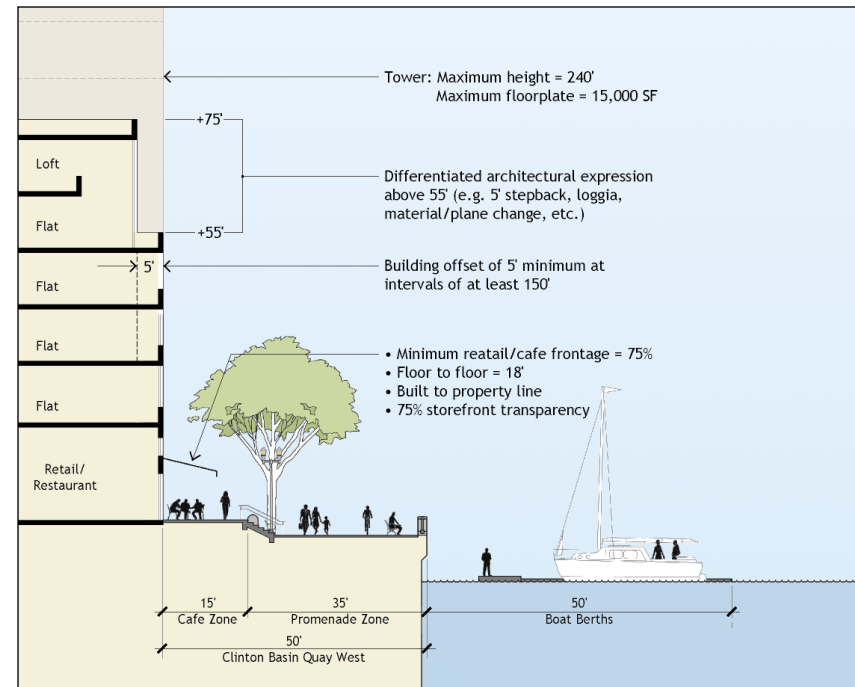 Tower: Maximum height = 240'
Maximum floorplate = 15,000 SF
+75'
Loft
Differentiated architectural expression
above 55' (e.g. 5' stepback, loggia,
material/plane change, etc.)
Flat
+55'
5'
Building offset of 5' minimum at
intervals of at least 150'
Flat
Flat
• Minimum reatail/cafe frontage = 75%
• Floor to floor = 18'
• Built to property line
• 75% storefront transparency
Flat
Retail/
Restaurant
15'
Cafe Zone
35'
Promenade Zone
50'
Boat Berths
50'
Clinton Basin Quay West